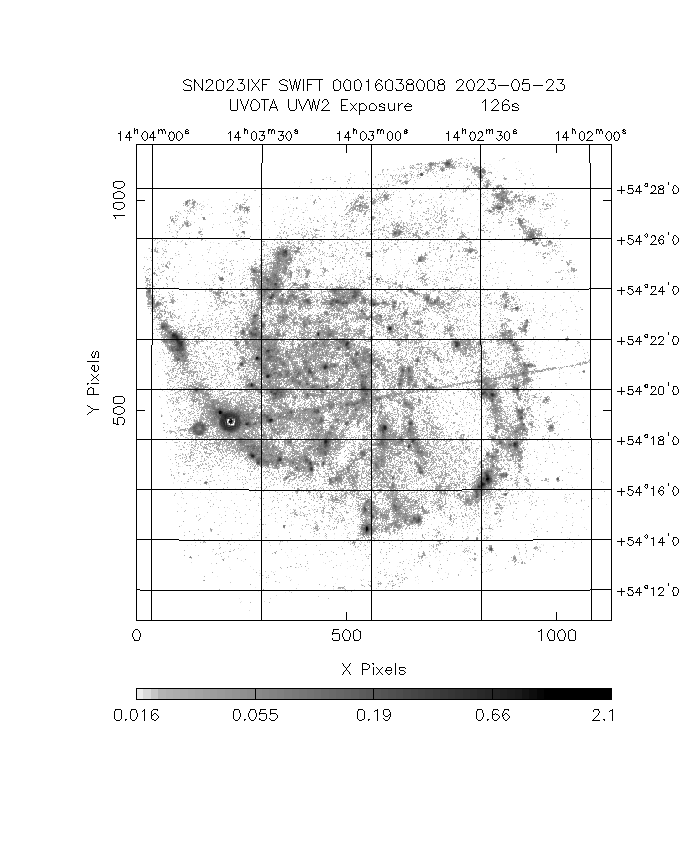 SN2023IXF SWIFT 00016038008 2023-05-23
UVOTA UVW2 Exposure 126s
14ʰ04ᵐ00ˢ 14ʰ03ᵐ30ˢ 14ʰ03ᵐ00ˢ 14ʰ02ᵐ30ˢ 14ʰ02ᵐ00ˢ
+54°28'0
+54°26'0
+54°24'0
+54°22'0
+54°20'0
+54°18'0
+54°16'0
+54°14'0
+54°12'0
1000
500
Y Pixels
0 500 1000
X Pixels
0.016 0.055 0.19 0.66 2.1